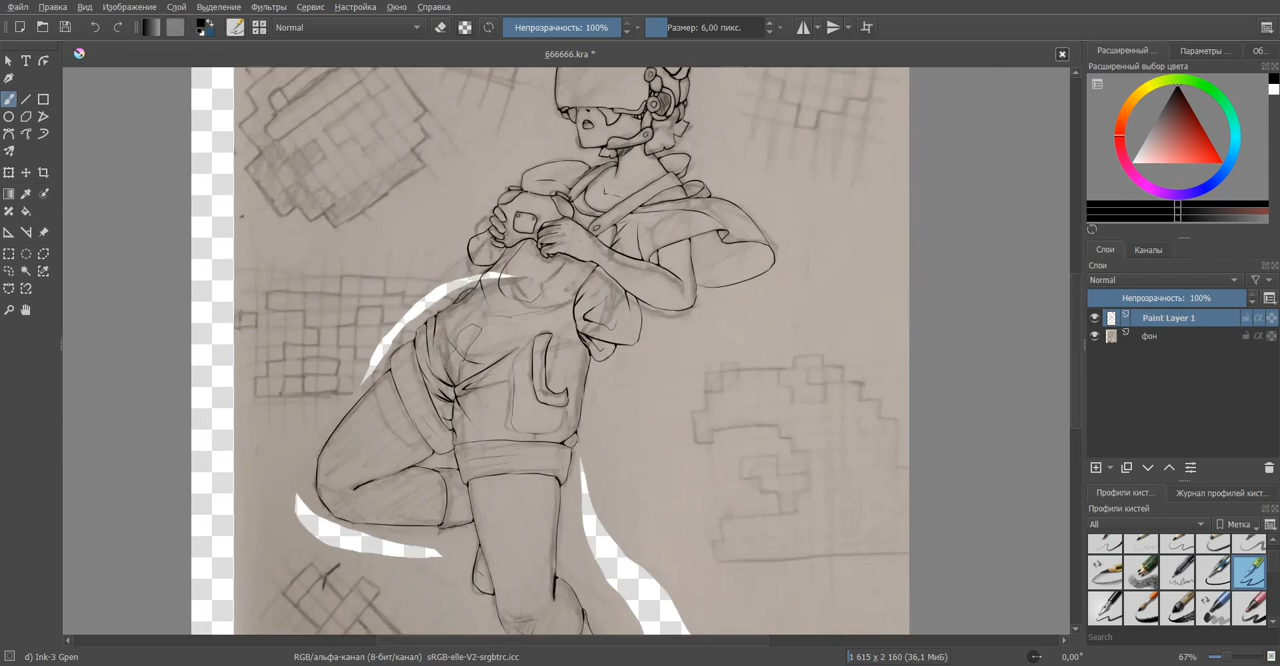 Файл Правка Вид Изображение Слой Выделение Фильтры Сервис Настройка Окно Справка
Normal Непрозрачность: 100% Размер: 6,00 пикс.
666666.kra *
Расширенный ... Параметры ... Об...
Расширенный выбор цвета
Слои Каналы
Слои
Normal
Непрозрачность: 100%
Paint Layer 1
фон
Профили кист... Журнал профилей кист...
Профили кистей
All Метка
Search
d) Ink-3 Gpen RGB/альфа-канал (8-бит/канал) sRGB-elle-V2-srgbtrc.icc 1 615 x 2 160 (36,1 МиБ) 0,00° 67%